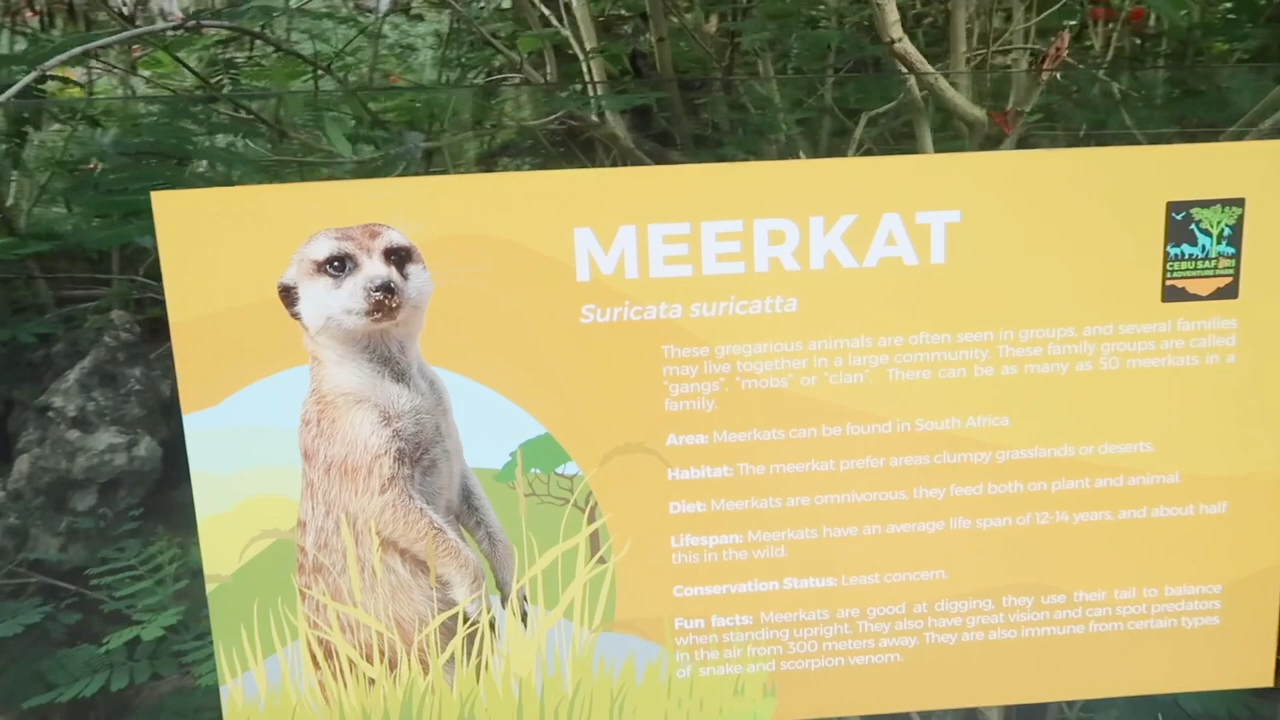 MEERKAT
Suricata suricatta
CEBU SAFARI
& ADVENTURE PARK
These gregarious animals are often seen in groups, and several families
may live together in a large community. These family groups are called
"gangs", "mobs" or "clan". There can be as many as 50 meerkats in a
family.
Area: Meerkats can be found in South Africa
Habitat: The meerkat prefer areas clumpy grasslands or deserts.
Diet: Meerkats are omnivorous, they feed both on plant and animal.
Lifespan: Meerkats have an average life span of 12-14 years, and about half
this in the wild.
Conservation Status: Least concern.
Fun facts: Meerkats are good at digging, they use their tail to balance
when standing upright. They also have great vision and can spot predators
in the air from 300 meters away. They are also immune from certain types
of snake and scorpion venom.